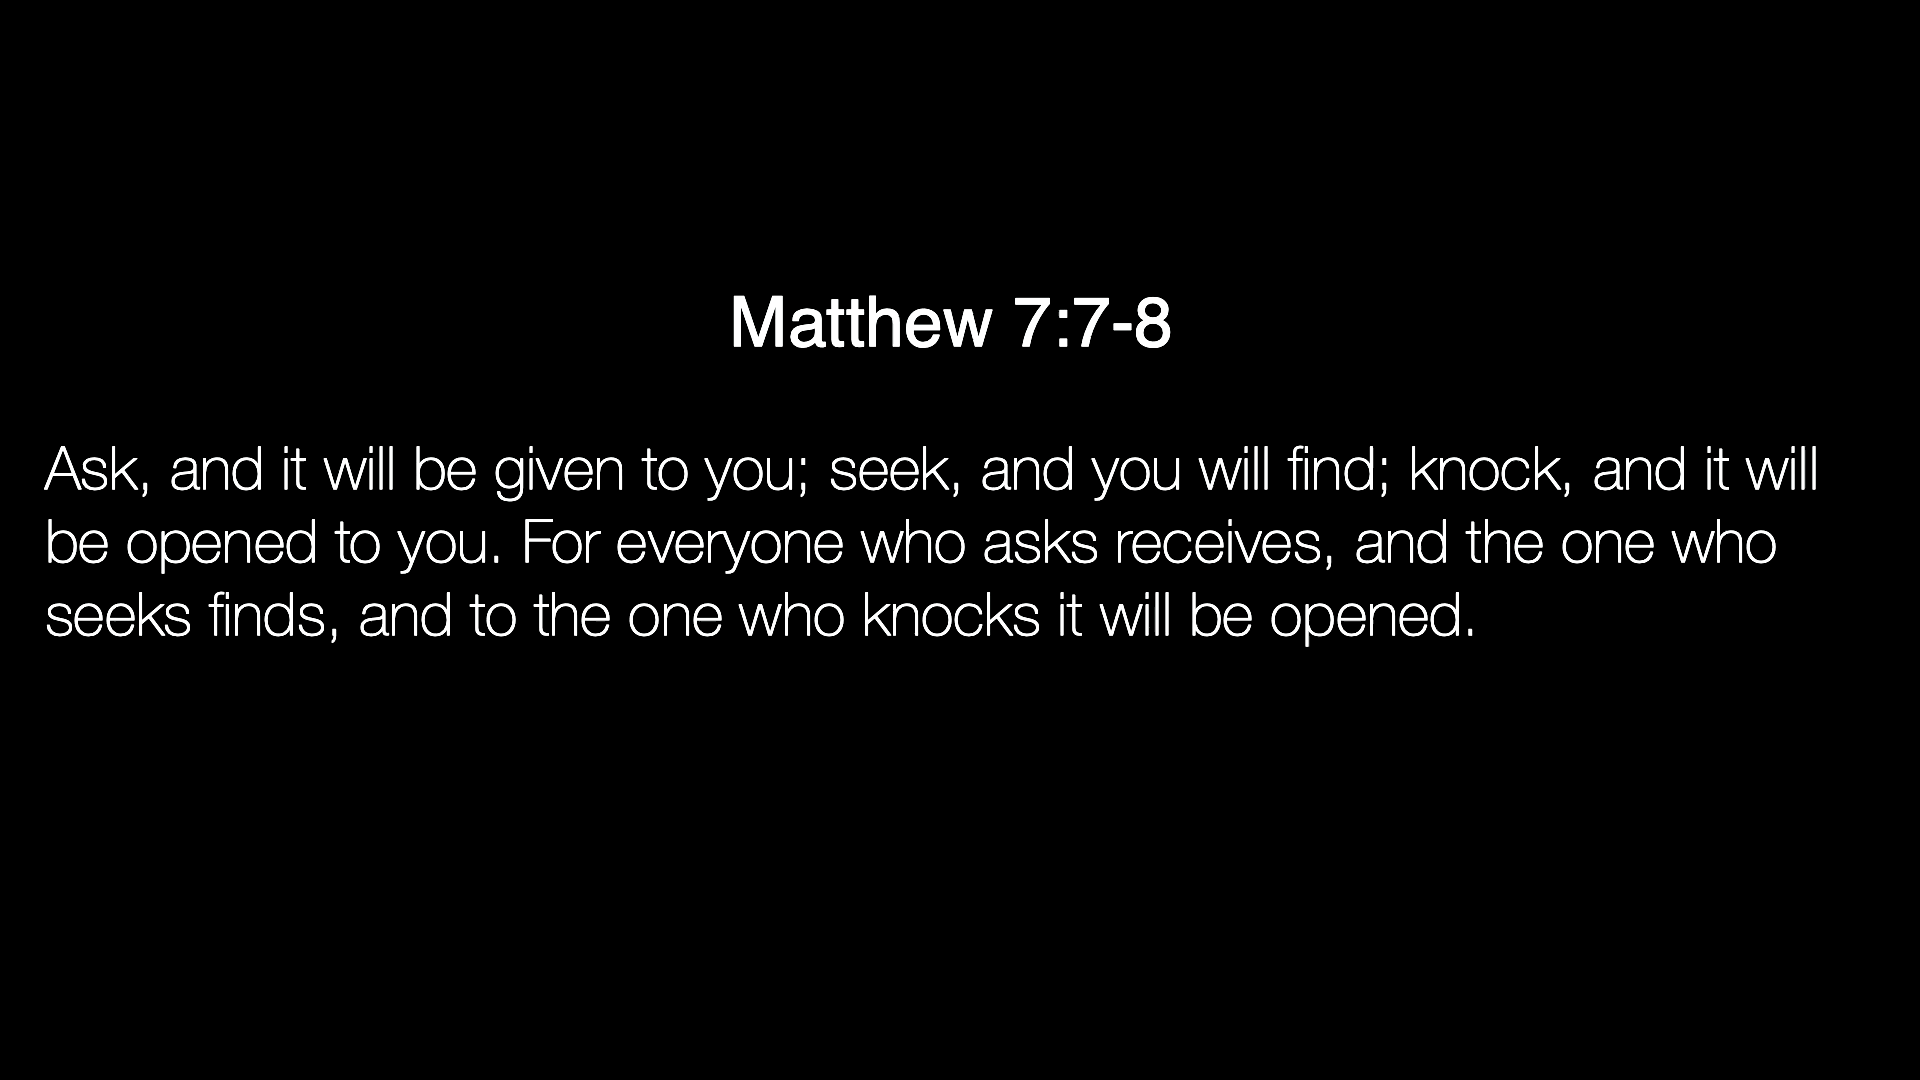 Matthew 7:7-8
Ask, and it will be given to you; seek, and you will find; knock, and it will
be opened to you. For everyone who asks receives, and the one who
seeks finds, and to the one who knocks it will be opened.